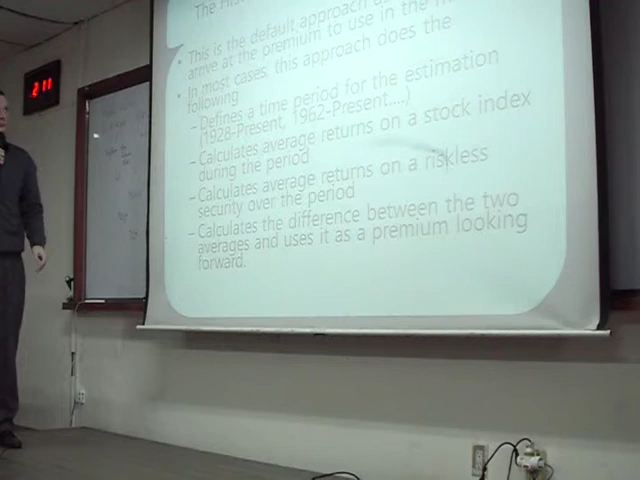 The His
• This is the default approach
arrive at the premium to use in the
• In most cases, this approach does the
following
– Defines a time period for the estimation
(1928-Present, 1962-Present....)
– Calculates average returns on a stock index
during the period
– Calculates average returns on a riskless
security over the period
– Calculates the difference between the two
averages and uses it as a premium looking
forward.
2 11